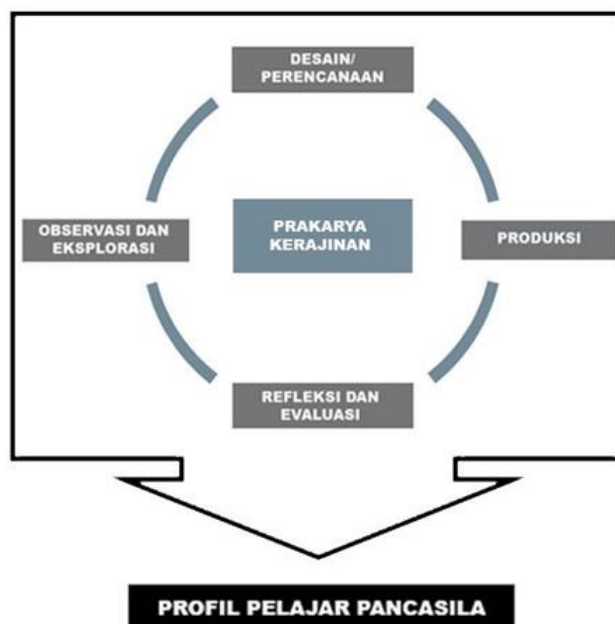 DESAIN/
PERENCANAAN
OBSERVASI DAN
EKSPLORASI
PRAKARYA
KERAJINAN
PRODUKSI
REFLEKSI DAN
EVALUASI
PROFIL PELAJAR PANCASILA